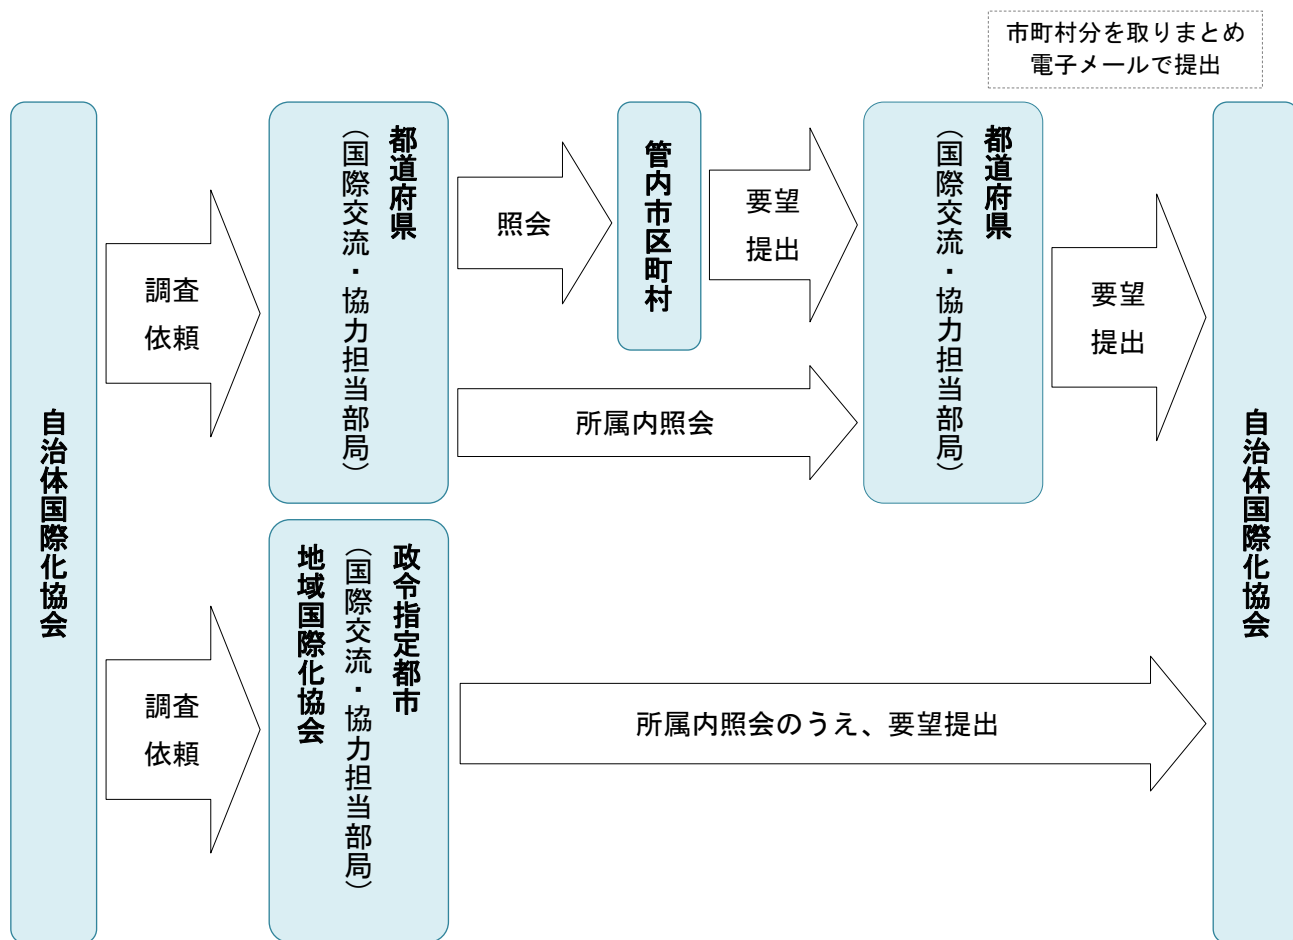 市町村分を取りまとめ
電子メールで提出
自治体国際化協会
調査
依頼
都道府県
（国際交流・協力担当部局）
照会
管内市区町村
要望
提出
所属内照会
都道府県
（国際交流・協力担当部局）
要望
提出
自治体国際化協会
調査
依頼
政令指定都市
（国際交流・協力担当部局）
地域国際化協会
所属内照会のうえ、要望提出